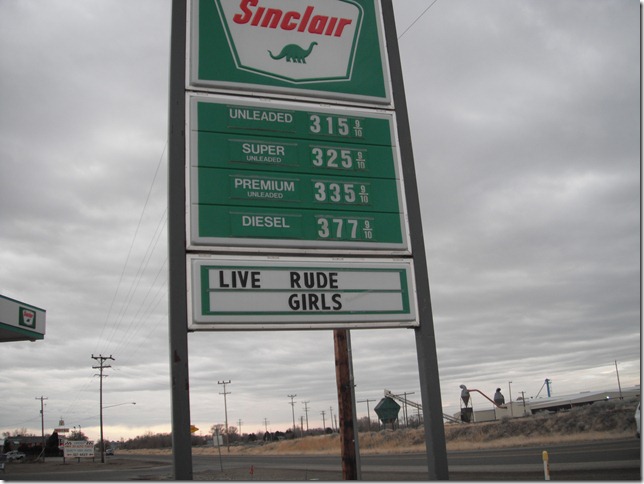 Sinclair
UNLEADED 315 9/10
SUPER UNLEADED 325 9/10
PREMIUM UNLEADED 335 9/10
DIESEL 377 9/10
LIVE RUDE
GIRLS